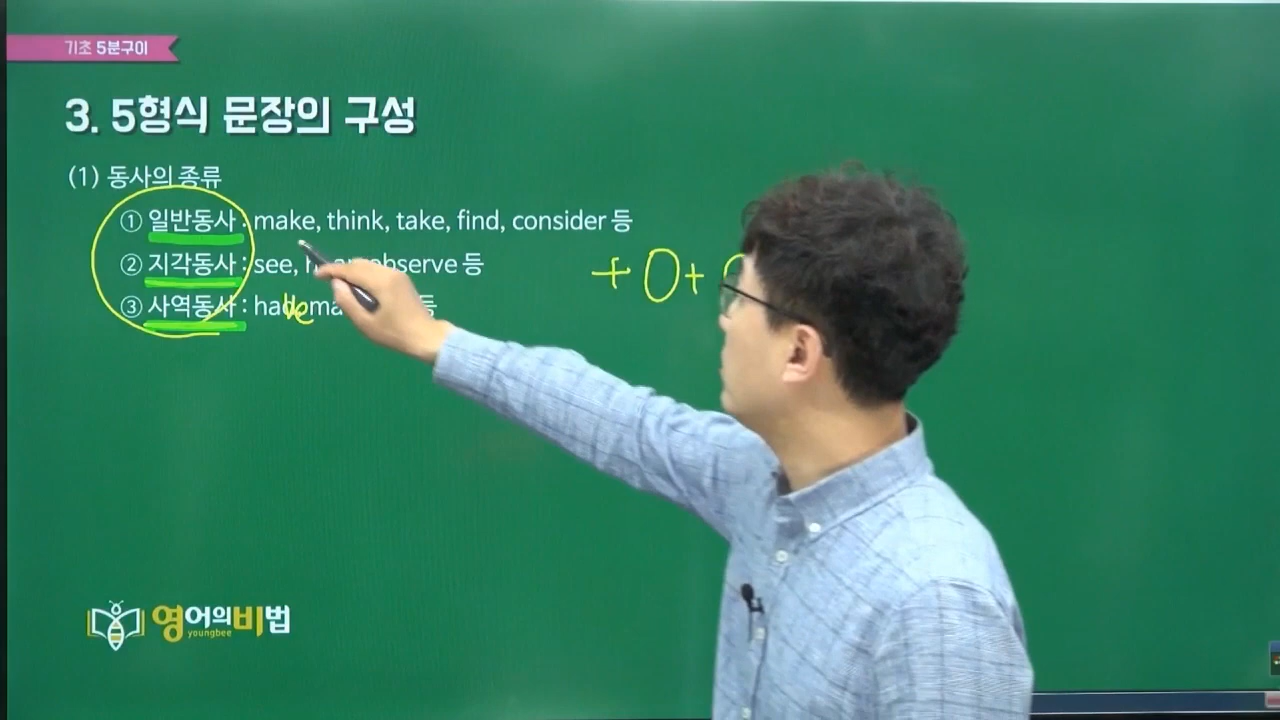 기초 5분구이
3. 5형식 문장의 구성
(1) 동사의 종류
① 일반동사 : make, think, take, find, consider 등
② 지각동사 : see, observe 등
③ 사역동사 : 등
ve
+ O +
영어의비법
youngbee